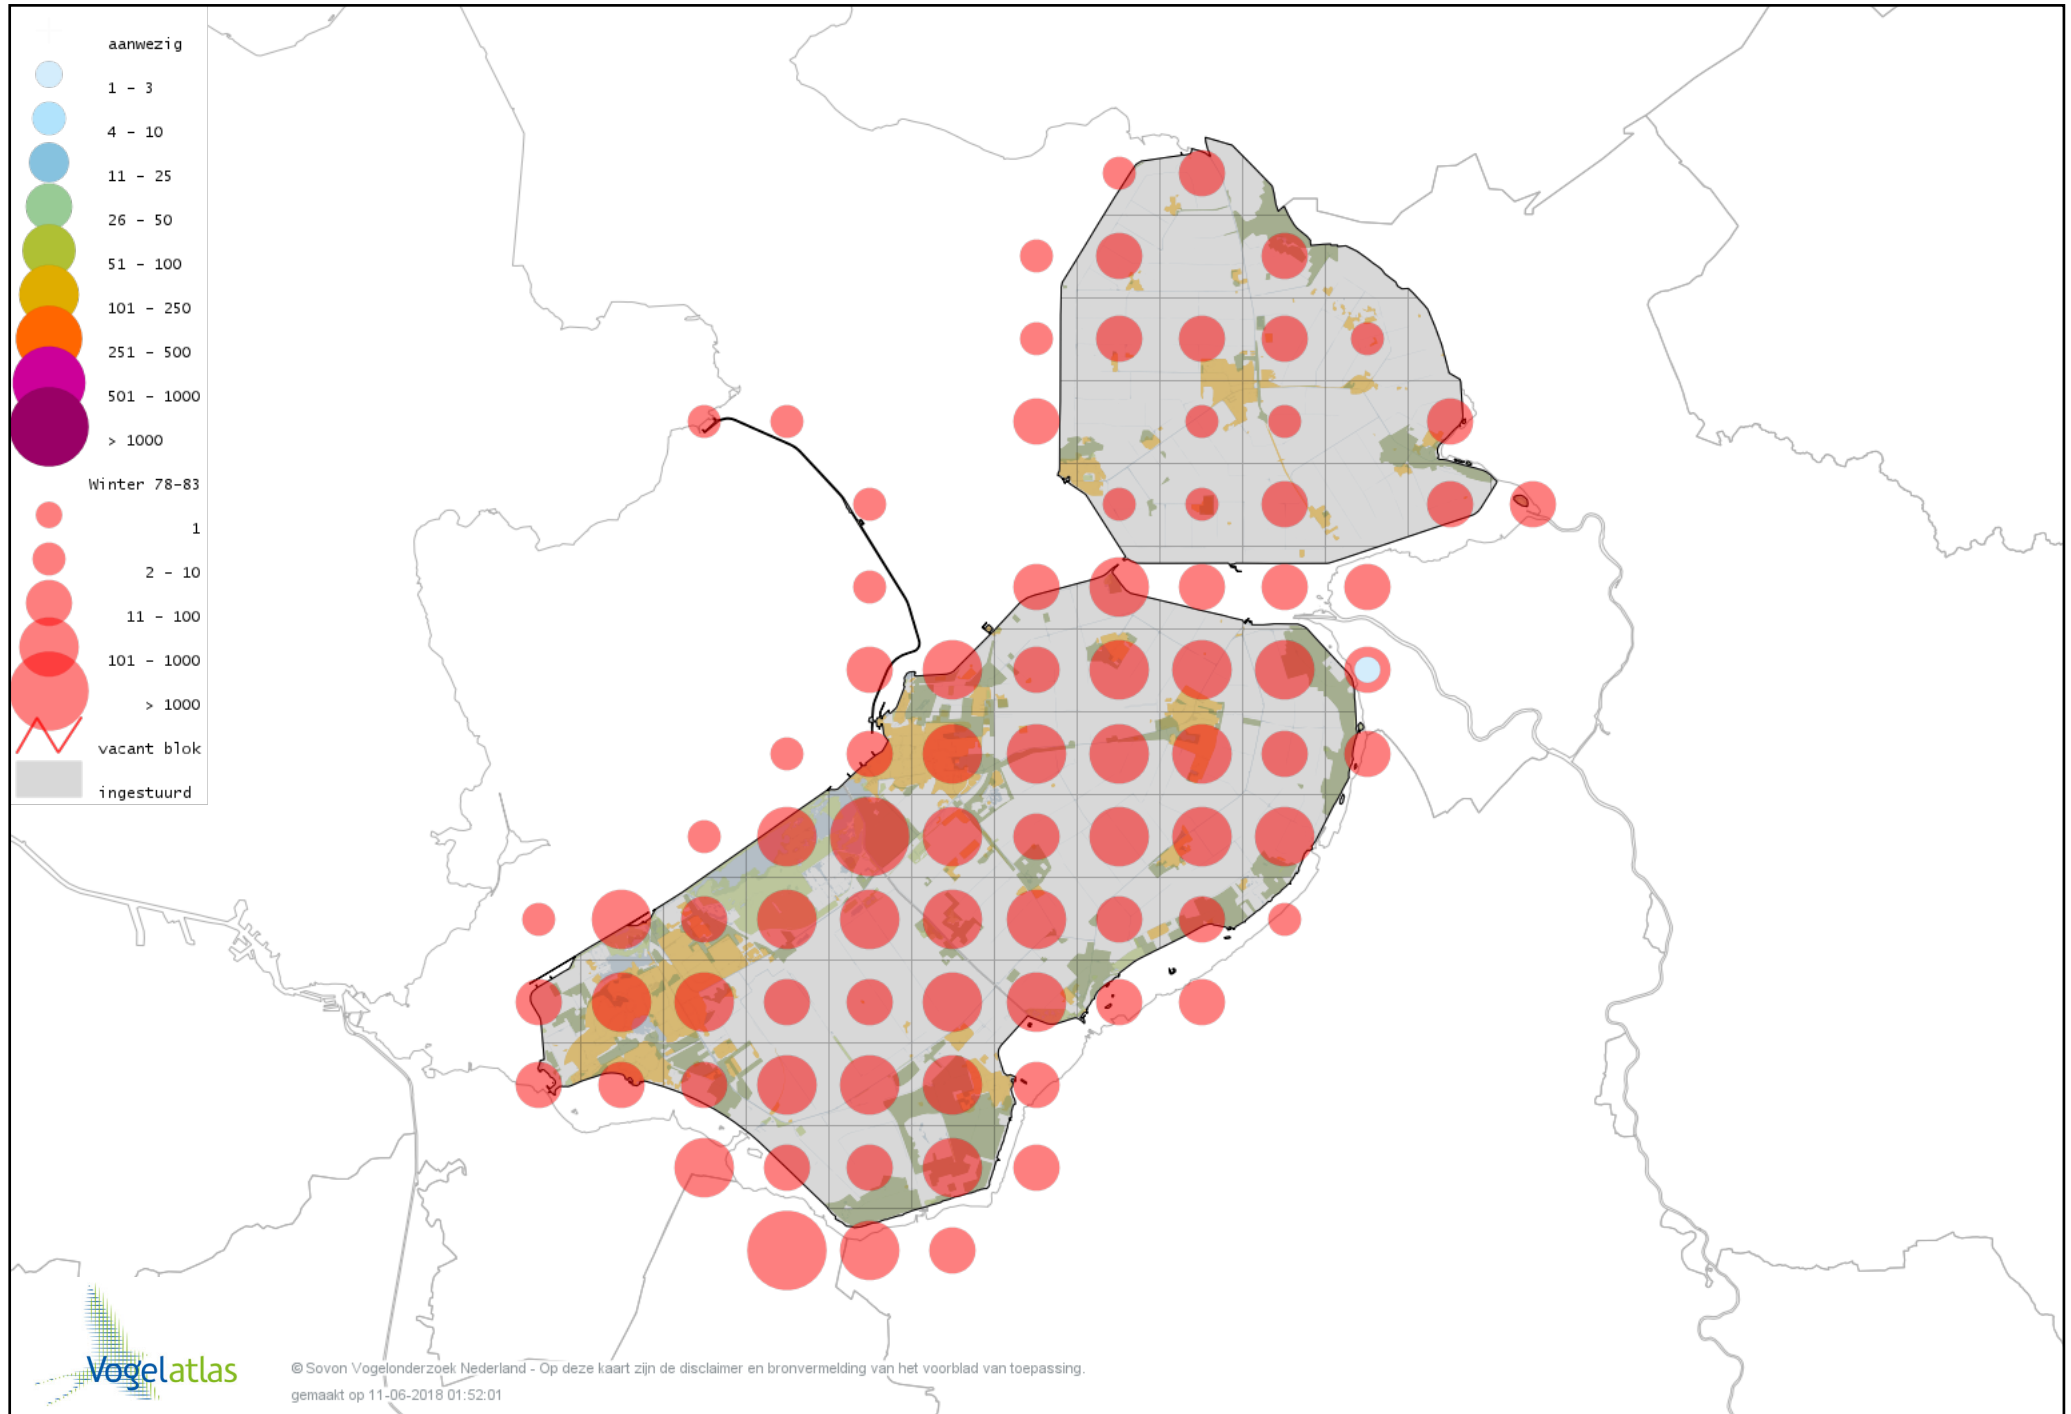 aanwezig
1 - 3
4 - 10
11 - 25
26 - 50
51 - 100
101 - 250
251 - 500
501 - 1000
> 1000
Winter 78-83
1
2 - 10
11 - 100
101 - 1000
> 1000
vacant blok
ingestuurd
Vogelatlas
© Sovon Vogelonderzoek Nederland - Op deze kaart zijn de disclaimer en bronvermelding van het voorblad van toepassing.
gemaakt op 11-06-2018 01:52:01